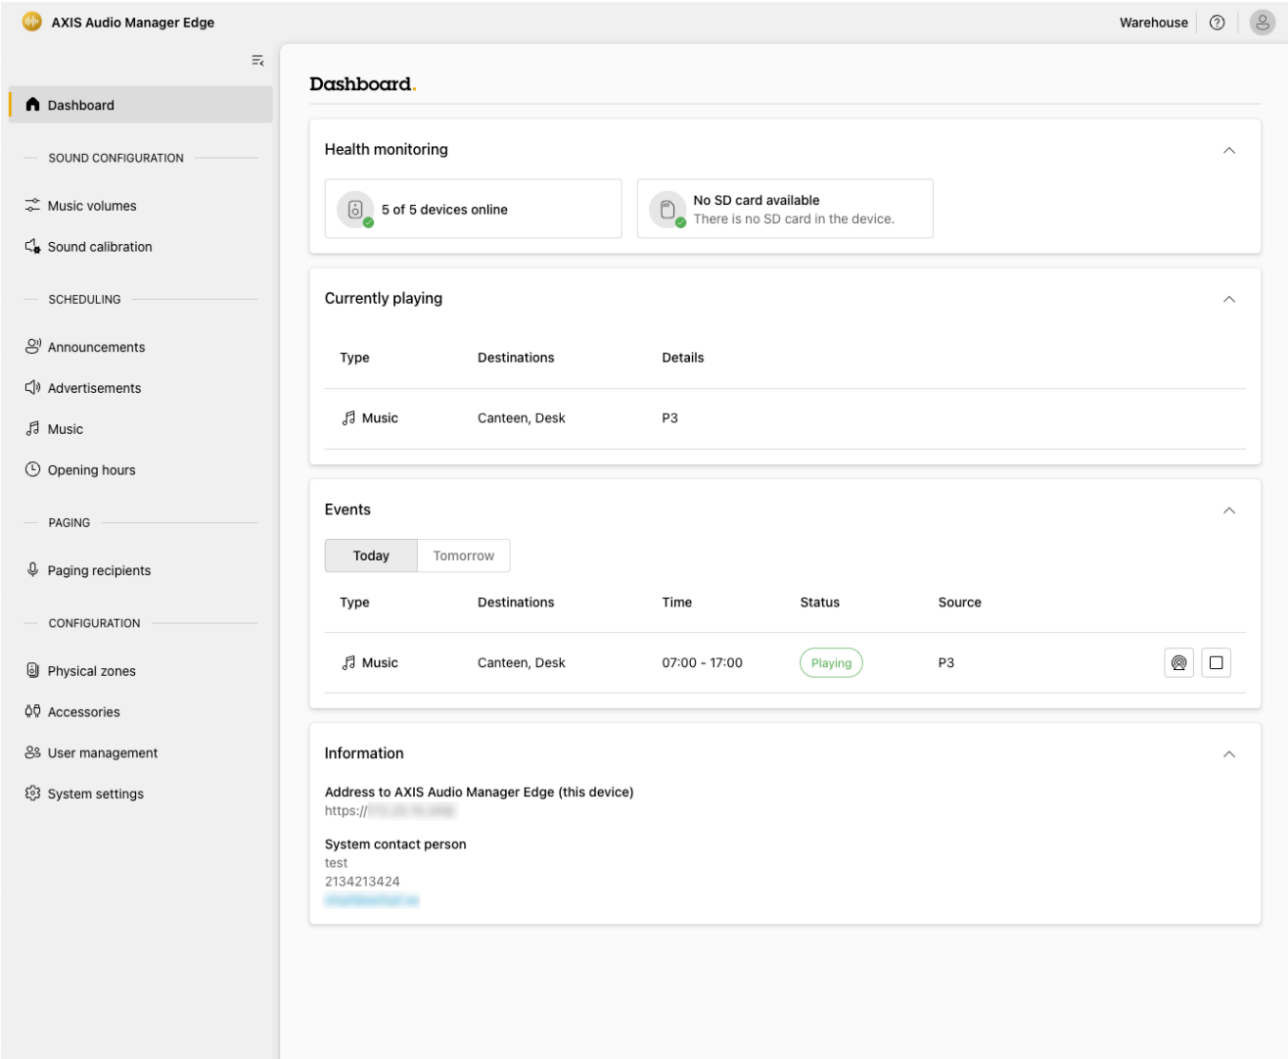 AXIS Audio Manager Edge
Warehouse
Dashboard
SOUND CONFIGURATION
Music volumes
Sound calibration
SCHEDULING
Announcements
Advertisements
Music
Opening hours
PAGING
Paging recipients
CONFIGURATION
Physical zones
Accessories
User management
System settings
Dashboard.
Health monitoring
5 of 5 devices online
No SD card available
There is no SD card in the device.
Currently playing
Type Destinations Details
Music Canteen, Desk P3
Events
Today Tomorrow
Type Destinations Time Status Source
Music Canteen, Desk 07:00 - 17:00 Playing P3
Information
Address to AXIS Audio Manager Edge (this device)
https://
System contact person
test
2134213424